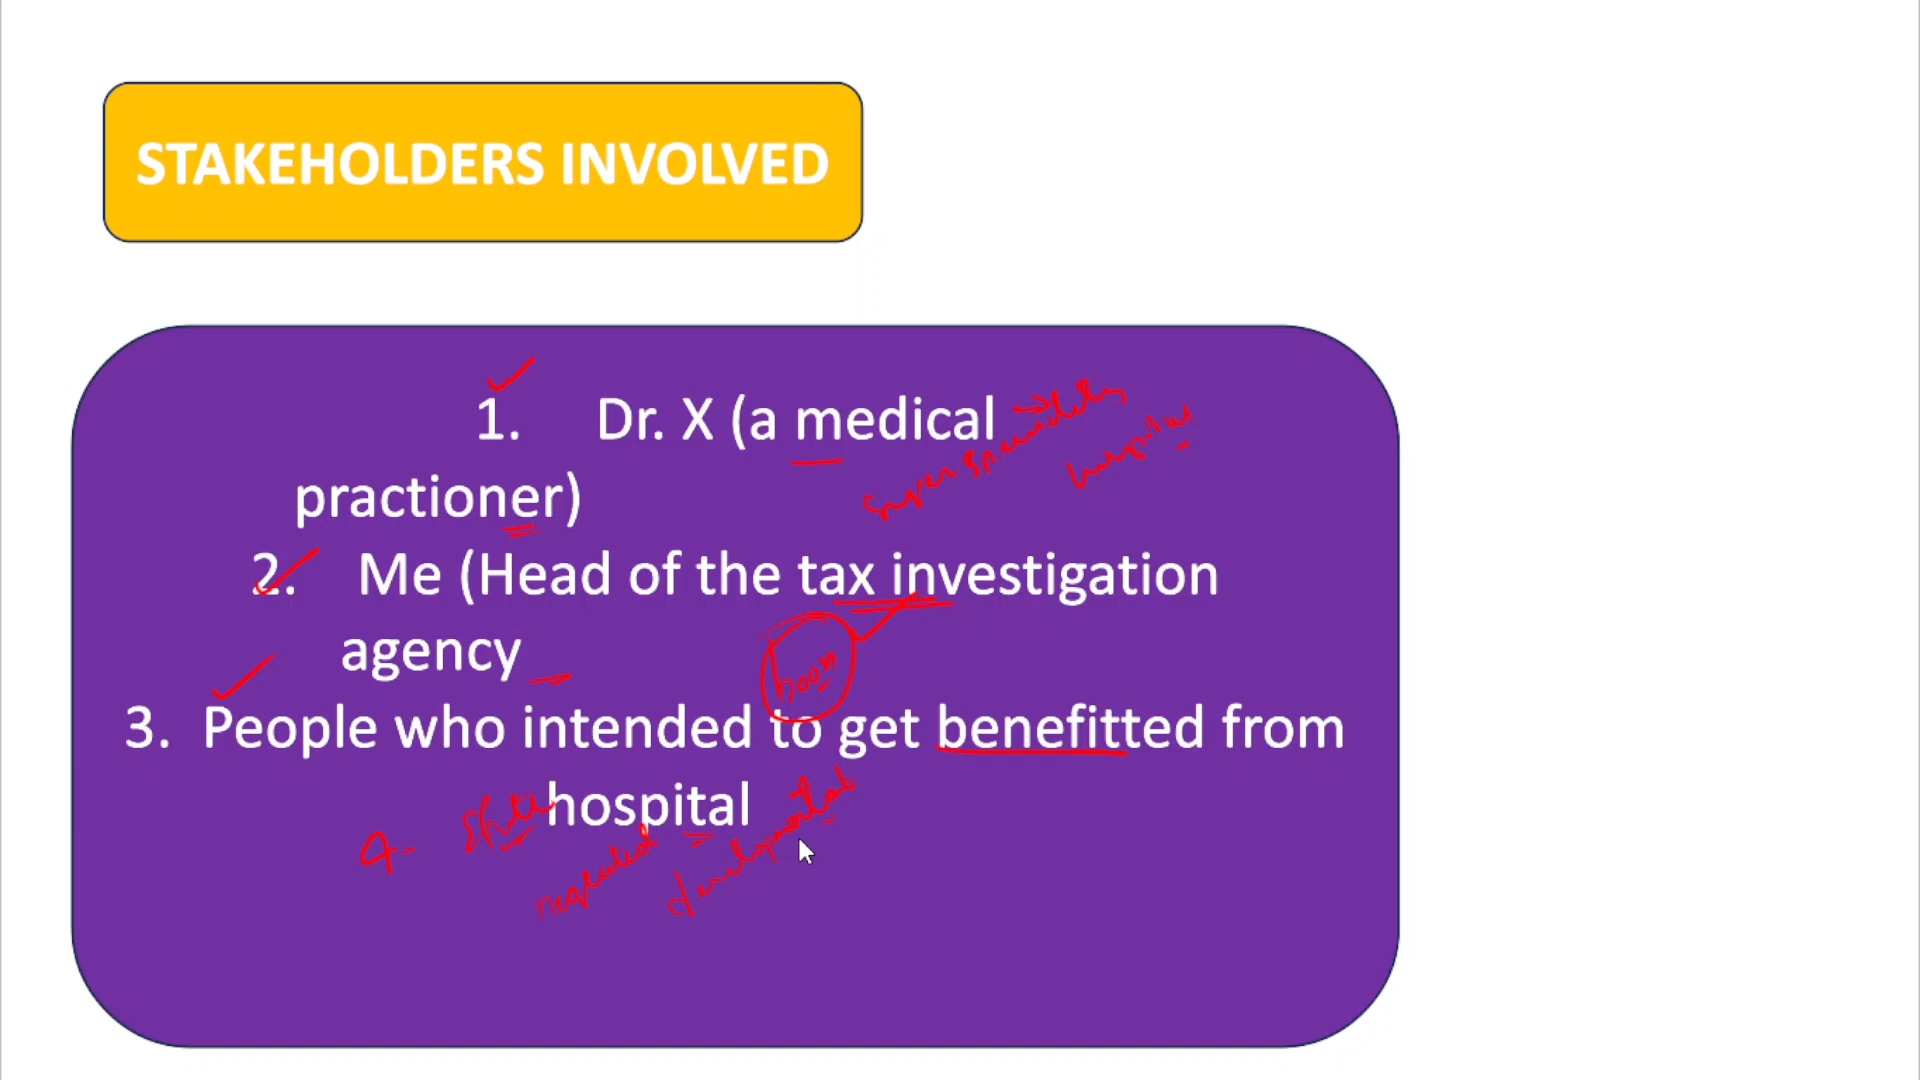 STAKEHOLDERS INVOLVED
1. Dr. X (a medical
super speciality
hospital
practioner)
2. Me (Head of the tax investigation
agency
boon
3. People who intended to get benefitted from
hospital
4. State
neglected
developmental